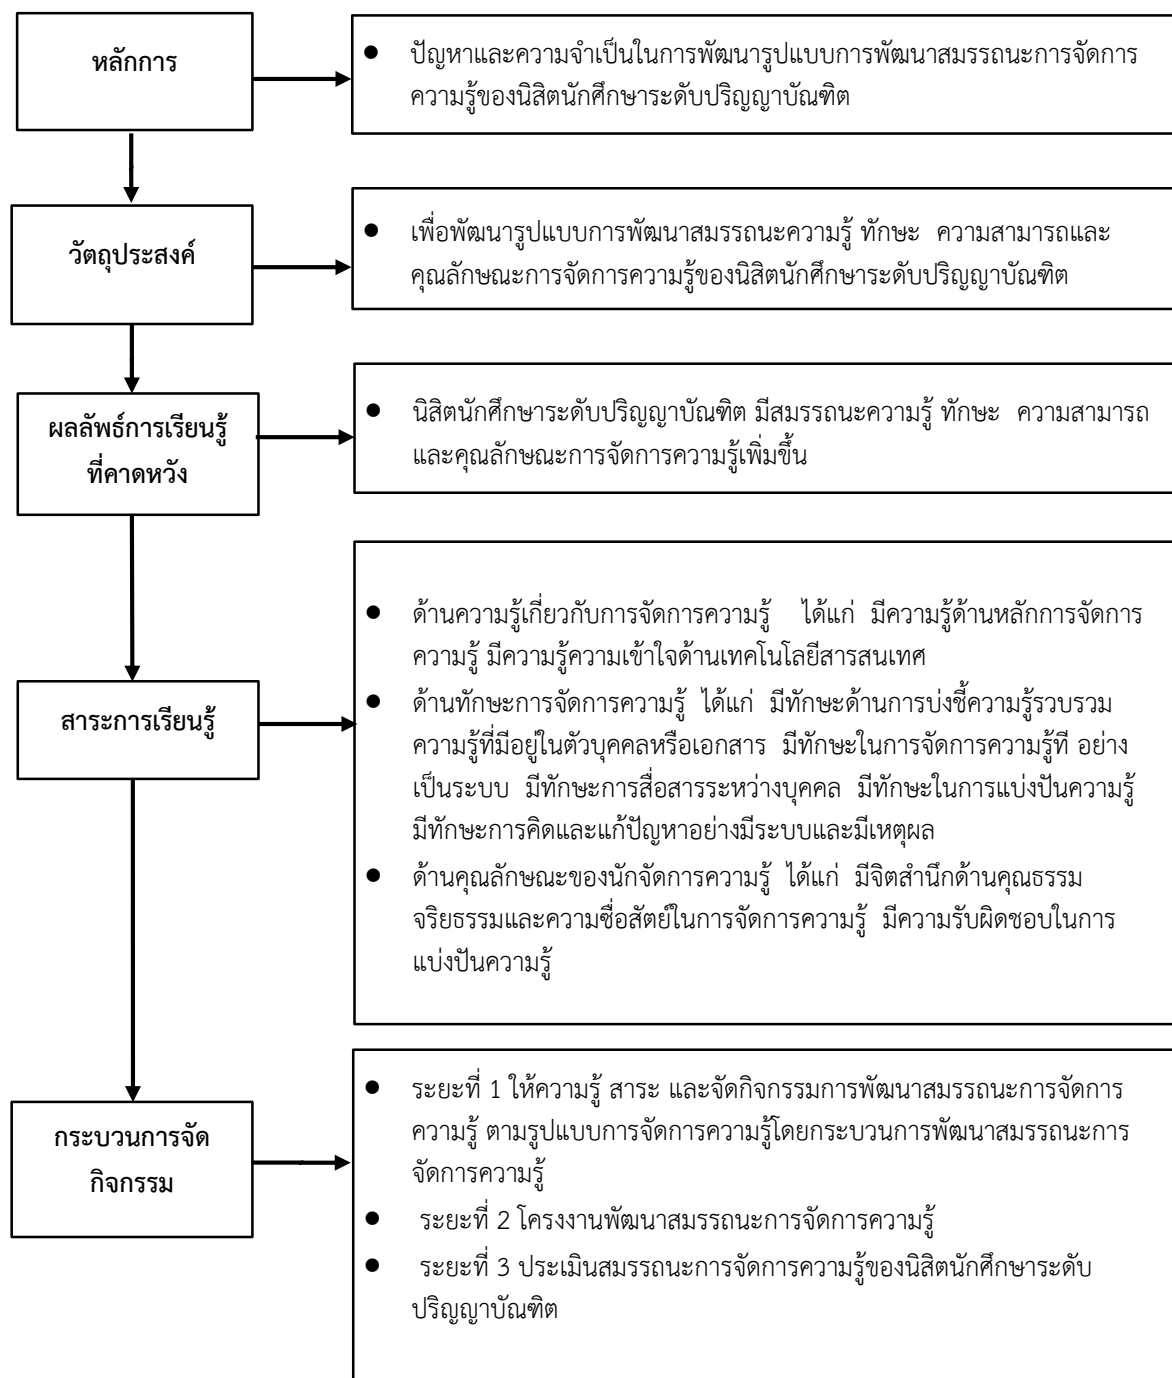 หลักการ
● ปัญหาและความจำเป็นในการพัฒนารูปแบบการพัฒนาสมรรถนะการจัดการ
ความรู้ของนิสิตนักศึกษาระดับปริญญาบัณฑิต
วัตถุประสงค์
● เพื่อพัฒนารูปแบบการพัฒนาสมรรถนะความรู้ ทักษะ ความสามารถและ
คุณลักษณะการจัดการความรู้ของนิสิตนักศึกษาระดับปริญญาบัณฑิต
ผลลัพธ์การเรียนรู้
ที่คาดหวัง
● นิสิตนักศึกษาระดับปริญญาบัณฑิต มีสมรรถนะความรู้ ทักษะ ความสามารถ
และคุณลักษณะการจัดการความรู้เพิ่มขึ้น
สาระการเรียนรู้
● ด้านความรู้เกี่ยวกับการจัดการความรู้ ได้แก่ มีความรู้ด้านหลักการจัดการ
ความรู้ มีความรู้ความเข้าใจด้านเทคโนโลยีสารสนเทศ
● ด้านทักษะการจัดการความรู้ ได้แก่ มีทักษะด้านการบ่งชี้ความรู้รวบรวม
ความรู้ที่มีอยู่ในตัวบุคคลหรือเอกสาร มีทักษะในการจัดการความรู้ที อย่าง
เป็นระบบ มีทักษะการสื่อสารระหว่างบุคคล มีทักษะในการแบ่งปันความรู้
มีทักษะการคิดและแก้ปัญหาอย่างมีระบบและมีเหตุผล
● ด้านคุณลักษณะของนักจัดการความรู้ ได้แก่ มีจิตสำนึกด้านคุณธรรม
จริยธรรมและความซื่อสัตย์ในการจัดการความรู้ มีความรับผิดชอบในการ
แบ่งปันความรู้
กระบวนการจัด
กิจกรรม
● ระยะที่ 1 ให้ความรู้ สาระ และจัดกิจกรรมการพัฒนาสมรรถนะการจัดการ
ความรู้ ตามรูปแบบการจัดการความรู้โดยกระบวนการพัฒนาสมรรถนะการ
จัดการความรู้
● ระยะที่ 2 โครงงานพัฒนาสมรรถนะการจัดการความรู้
● ระยะที่ 3 ประเมินสมรรถนะการจัดการความรู้ของนิสิตนักศึกษาระดับ
ปริญญาบัณฑิต